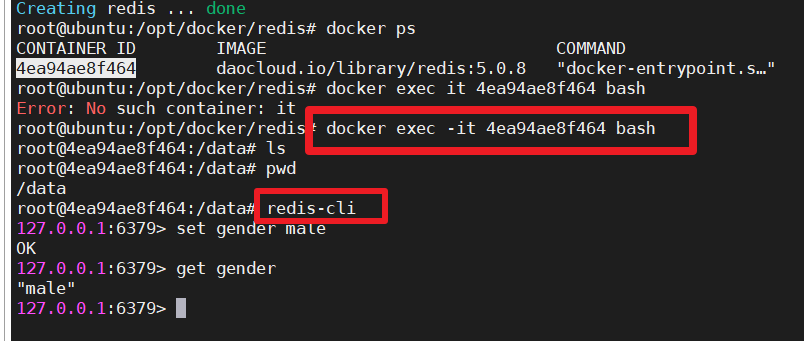 Creating redis ... done
root@ubuntu:/opt/docker/redis# docker ps
CONTAINER ID IMAGE COMMAND
4ea94ae8f464 daocloud.io/library/redis:5.0.8 "docker-entrypoint.s…"
root@ubuntu:/opt/docker/redis# docker exec it 4ea94ae8f464 bash
Error: No such container: it
root@ubuntu:/opt/docker/redis# docker exec -it 4ea94ae8f464 bash
root@4ea94ae8f464:/data# ls
root@4ea94ae8f464:/data# pwd
/data
root@4ea94ae8f464:/data# redis-cli
127.0.0.1:6379> set gender male
OK
127.0.0.1:6379> get gender
"male"
127.0.0.1:6379>